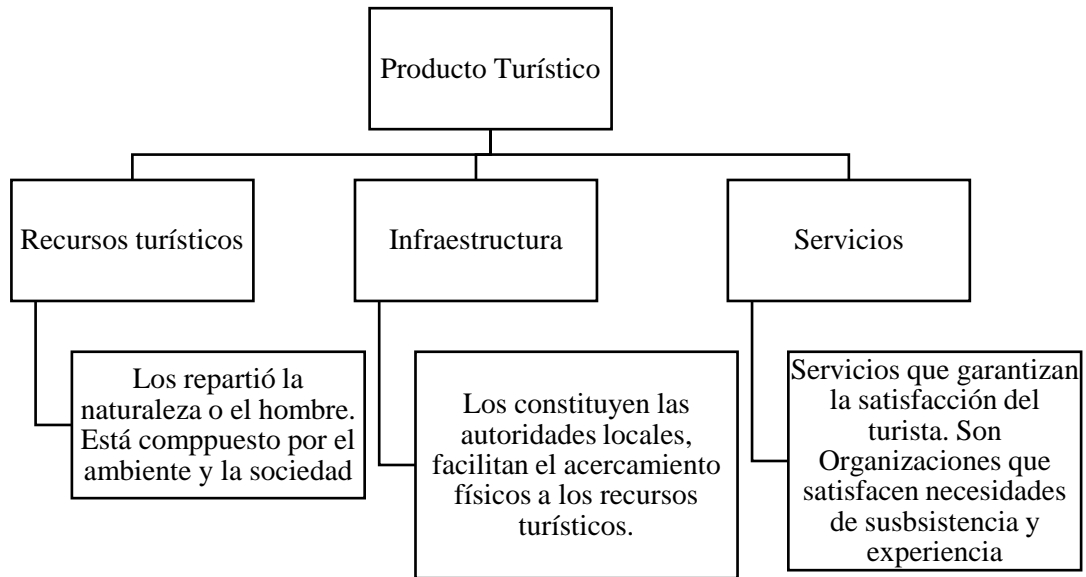 Producto Turístico
Recursos turísticos
Infraestructura
Servicios
Los repartió la
naturaleza o el hombre.
Está comppuesto por el
ambiente y la sociedad
Los constituyen las
autoridades locales,
facilitan el acercamiento
físicos a los recursos
turísticos.
Servicios que garantizan
la satisfacción del
turista. Son
Organizaciones que
satisfacen necesidades
de susbsistencia y
experiencia